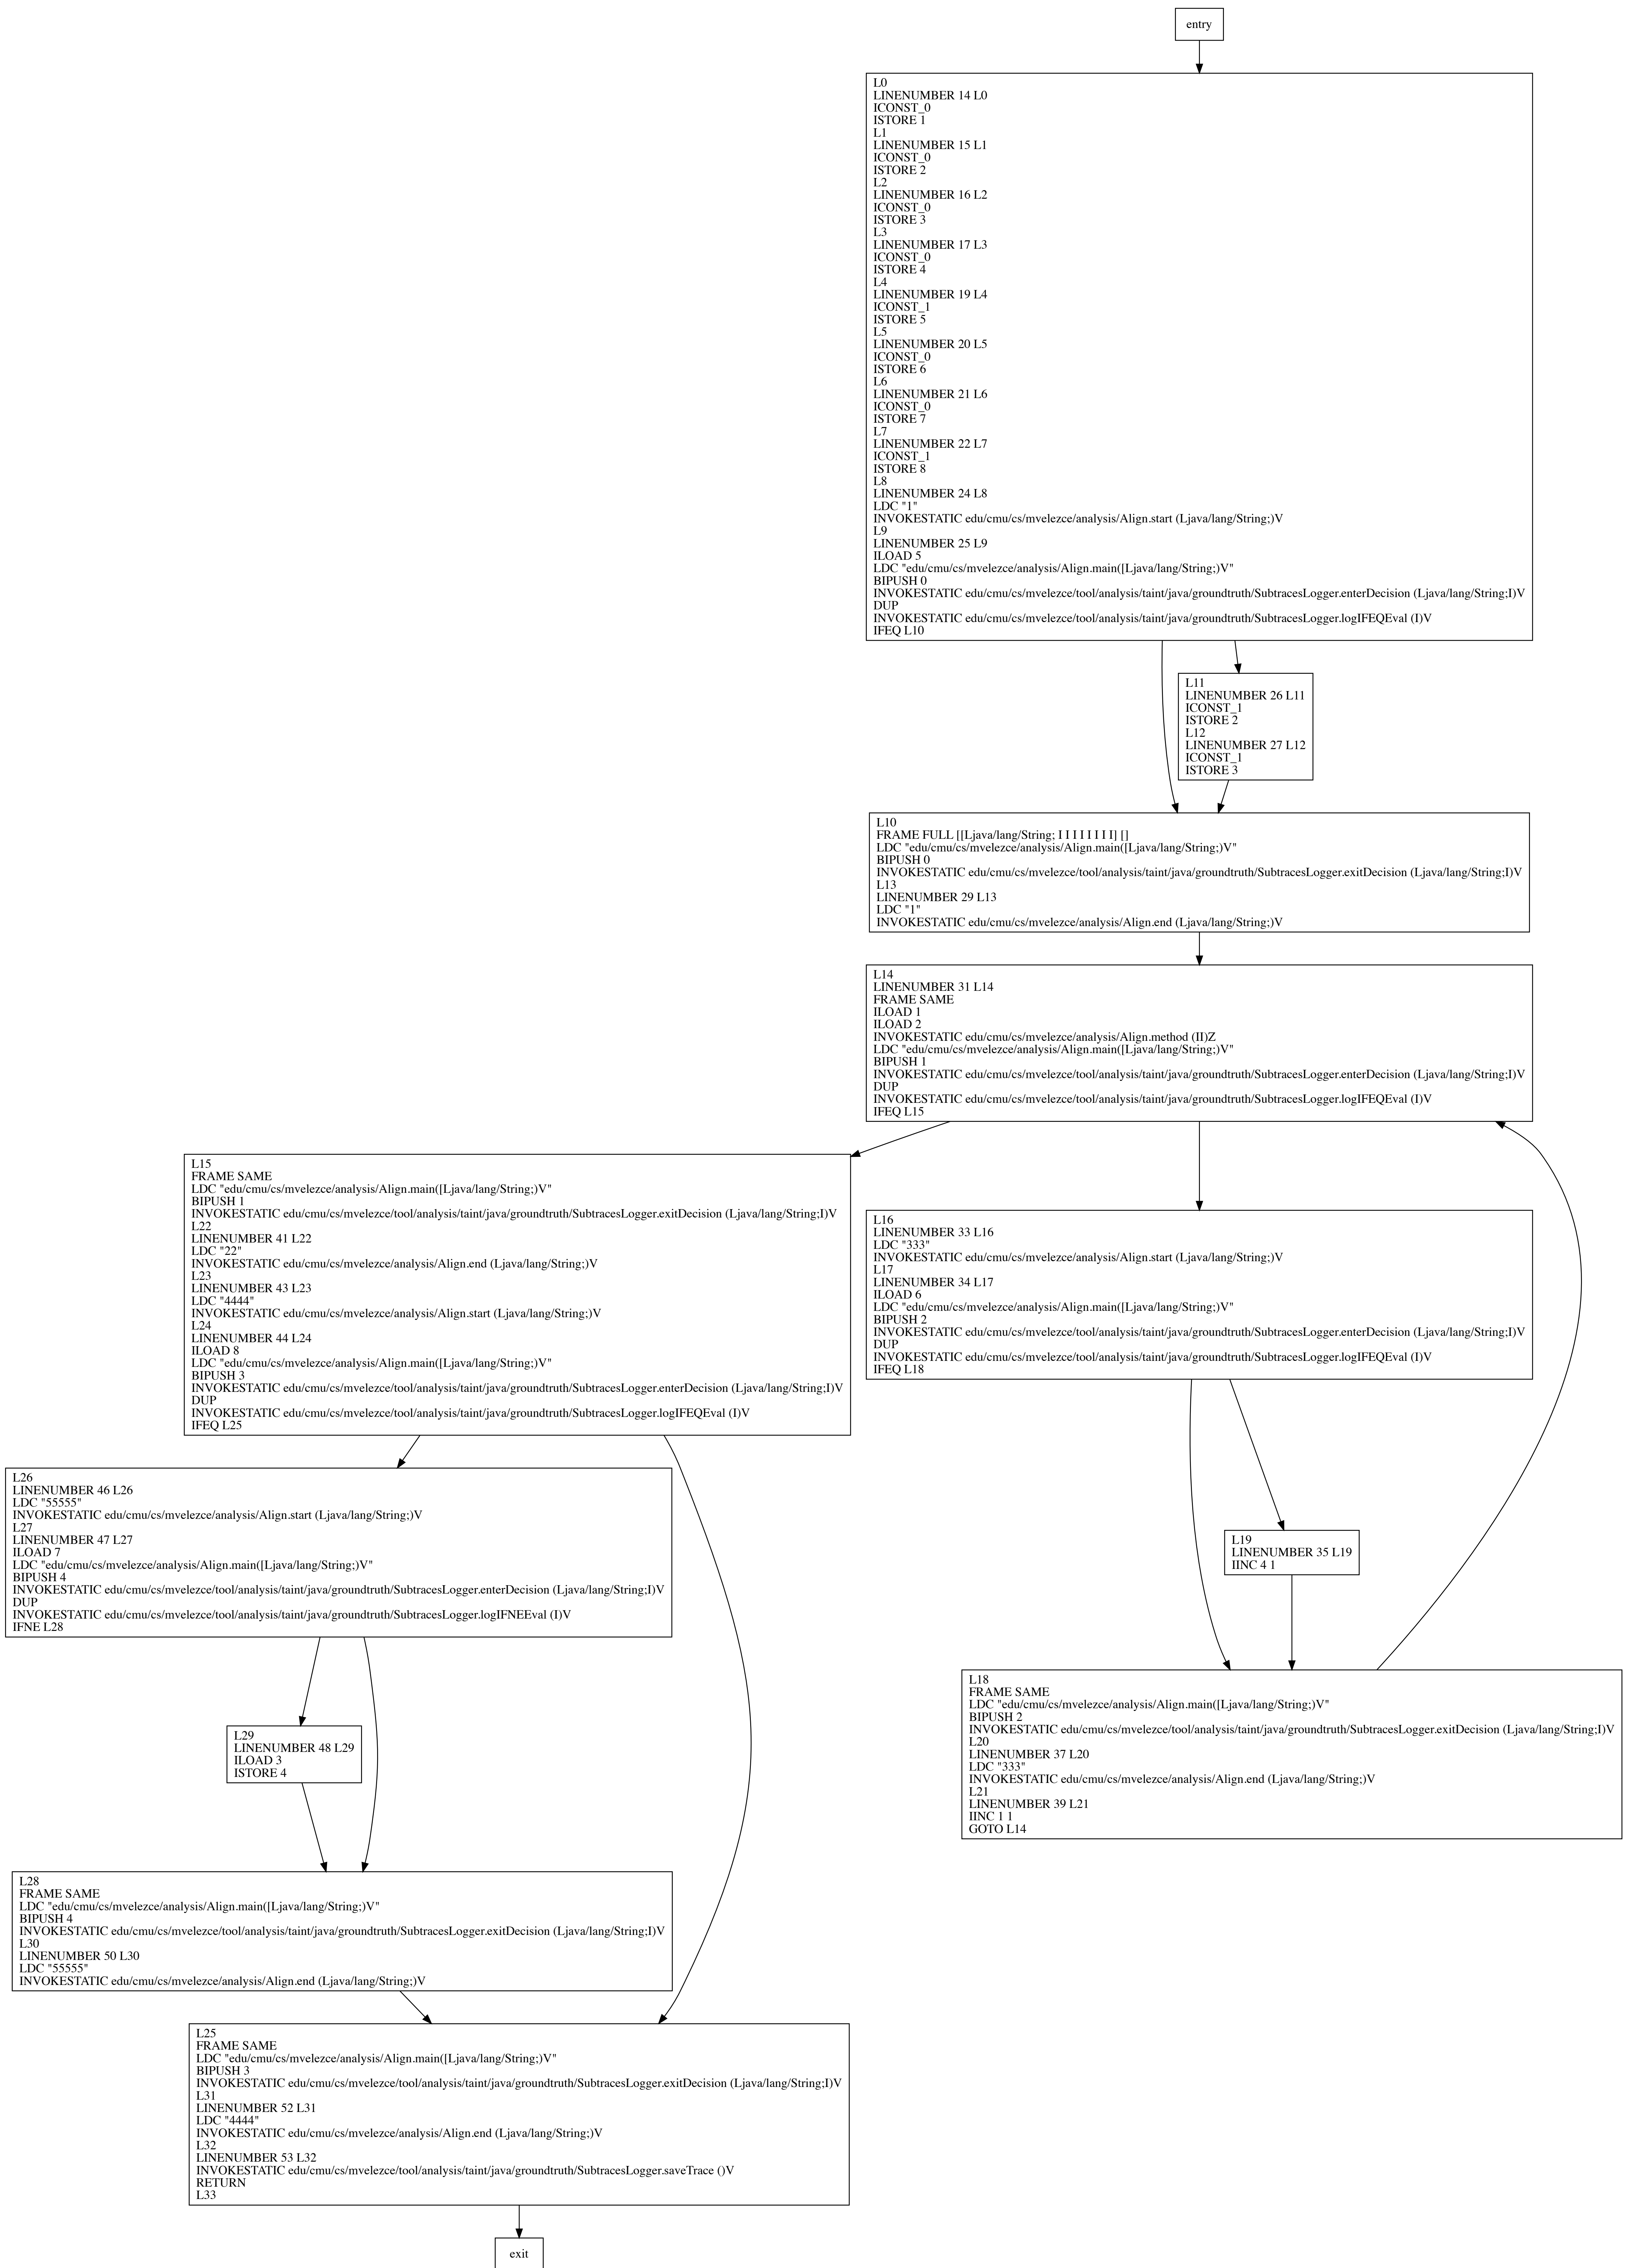 entry
L0
LINENUMBER 14 L0
ICONST_0
ISTORE 1
L1
LINENUMBER 15 L1
ICONST_0
ISTORE 2
L2
LINENUMBER 16 L2
ICONST_0
ISTORE 3
L3
LINENUMBER 17 L3
ICONST_0
ISTORE 4
L4
LINENUMBER 19 L4
ICONST_1
ISTORE 5
L5
LINENUMBER 20 L5
ICONST_0
ISTORE 6
L6
LINENUMBER 21 L6
ICONST_0
ISTORE 7
L7
LINENUMBER 22 L7
ICONST_1
ISTORE 8
L8
LINENUMBER 24 L8
LDC "1"
INVOKESTATIC edu/cmu/cs/mvelezce/analysis/Align.start (Ljava/lang/String;)V
L9
LINENUMBER 25 L9
ILOAD 5
LDC "edu/cmu/cs/mvelezce/analysis/Align.main([Ljava/lang/String;)V"
BIPUSH 0
INVOKESTATIC edu/cmu/cs/mvelezce/tool/analysis/taint/java/groundtruth/SubtracesLogger.enterDecision (Ljava/lang/String;I)V
DUP
INVOKESTATIC edu/cmu/cs/mvelezce/tool/analysis/taint/java/groundtruth/SubtracesLogger.logIFEQEval (I)V
IFEQ L10
L11
LINENUMBER 26 L11
ICONST_1
ISTORE 2
L12
LINENUMBER 27 L12
ICONST_1
ISTORE 3
L10
FRAME FULL [[Ljava/lang/String; I I I I I I I I] []
LDC "edu/cmu/cs/mvelezce/analysis/Align.main([Ljava/lang/String;)V"
BIPUSH 0
INVOKESTATIC edu/cmu/cs/mvelezce/tool/analysis/taint/java/groundtruth/SubtracesLogger.exitDecision (Ljava/lang/String;I)V
L13
LINENUMBER 29 L13
LDC "1"
INVOKESTATIC edu/cmu/cs/mvelezce/analysis/Align.end (Ljava/lang/String;)V
L14
LINENUMBER 31 L14
FRAME SAME
ILOAD 1
ILOAD 2
INVOKESTATIC edu/cmu/cs/mvelezce/analysis/Align.method (II)Z
LDC "edu/cmu/cs/mvelezce/analysis/Align.main([Ljava/lang/String;)V"
BIPUSH 1
INVOKESTATIC edu/cmu/cs/mvelezce/tool/analysis/taint/java/groundtruth/SubtracesLogger.enterDecision (Ljava/lang/String;I)V
DUP
INVOKESTATIC edu/cmu/cs/mvelezce/tool/analysis/taint/java/groundtruth/SubtracesLogger.logIFEQEval (I)V
IFEQ L15
L15
FRAME SAME
LDC "edu/cmu/cs/mvelezce/analysis/Align.main([Ljava/lang/String;)V"
BIPUSH 1
INVOKESTATIC edu/cmu/cs/mvelezce/tool/analysis/taint/java/groundtruth/SubtracesLogger.exitDecision (Ljava/lang/String;I)V
L22
LINENUMBER 41 L22
LDC "22"
INVOKESTATIC edu/cmu/cs/mvelezce/analysis/Align.end (Ljava/lang/String;)V
L23
LINENUMBER 43 L23
LDC "4444"
INVOKESTATIC edu/cmu/cs/mvelezce/analysis/Align.start (Ljava/lang/String;)V
L24
LINENUMBER 44 L24
ILOAD 8
LDC "edu/cmu/cs/mvelezce/analysis/Align.main([Ljava/lang/String;)V"
BIPUSH 3
INVOKESTATIC edu/cmu/cs/mvelezce/tool/analysis/taint/java/groundtruth/SubtracesLogger.enterDecision (Ljava/lang/String;I)V
DUP
INVOKESTATIC edu/cmu/cs/mvelezce/tool/analysis/taint/java/groundtruth/SubtracesLogger.logIFEQEval (I)V
IFEQ L25
L16
LINENUMBER 33 L16
LDC "333"
INVOKESTATIC edu/cmu/cs/mvelezce/analysis/Align.start (Ljava/lang/String;)V
L17
LINENUMBER 34 L17
ILOAD 6
LDC "edu/cmu/cs/mvelezce/analysis/Align.main([Ljava/lang/String;)V"
BIPUSH 2
INVOKESTATIC edu/cmu/cs/mvelezce/tool/analysis/taint/java/groundtruth/SubtracesLogger.enterDecision (Ljava/lang/String;I)V
DUP
INVOKESTATIC edu/cmu/cs/mvelezce/tool/analysis/taint/java/groundtruth/SubtracesLogger.logIFEQEval (I)V
IFEQ L18
L26
LINENUMBER 46 L26
LDC "55555"
INVOKESTATIC edu/cmu/cs/mvelezce/analysis/Align.start (Ljava/lang/String;)V
L27
LINENUMBER 47 L27
ILOAD 7
LDC "edu/cmu/cs/mvelezce/analysis/Align.main([Ljava/lang/String;)V"
BIPUSH 4
INVOKESTATIC edu/cmu/cs/mvelezce/tool/analysis/taint/java/groundtruth/SubtracesLogger.enterDecision (Ljava/lang/String;I)V
DUP
INVOKESTATIC edu/cmu/cs/mvelezce/tool/analysis/taint/java/groundtruth/SubtracesLogger.logIFNEEval (I)V
IFNE L28
L19
LINENUMBER 35 L19
IINC 4 1
L18
FRAME SAME
LDC "edu/cmu/cs/mvelezce/analysis/Align.main([Ljava/lang/String;)V"
BIPUSH 2
INVOKESTATIC edu/cmu/cs/mvelezce/tool/analysis/taint/java/groundtruth/SubtracesLogger.exitDecision (Ljava/lang/String;I)V
L20
LINENUMBER 37 L20
LDC "333"
INVOKESTATIC edu/cmu/cs/mvelezce/analysis/Align.end (Ljava/lang/String;)V
L21
LINENUMBER 39 L21
IINC 1 1
GOTO L14
L29
LINENUMBER 48 L29
ILOAD 3
ISTORE 4
L28
FRAME SAME
LDC "edu/cmu/cs/mvelezce/analysis/Align.main([Ljava/lang/String;)V"
BIPUSH 4
INVOKESTATIC edu/cmu/cs/mvelezce/tool/analysis/taint/java/groundtruth/SubtracesLogger.exitDecision (Ljava/lang/String;I)V
L30
LINENUMBER 50 L30
LDC "55555"
INVOKESTATIC edu/cmu/cs/mvelezce/analysis/Align.end (Ljava/lang/String;)V
L25
FRAME SAME
LDC "edu/cmu/cs/mvelezce/analysis/Align.main([Ljava/lang/String;)V"
BIPUSH 3
INVOKESTATIC edu/cmu/cs/mvelezce/tool/analysis/taint/java/groundtruth/SubtracesLogger.exitDecision (Ljava/lang/String;I)V
L31
LINENUMBER 52 L31
LDC "4444"
INVOKESTATIC edu/cmu/cs/mvelezce/analysis/Align.end (Ljava/lang/String;)V
L32
LINENUMBER 53 L32
INVOKESTATIC edu/cmu/cs/mvelezce/tool/analysis/taint/java/groundtruth/SubtracesLogger.saveTrace ()V
RETURN
L33
exit